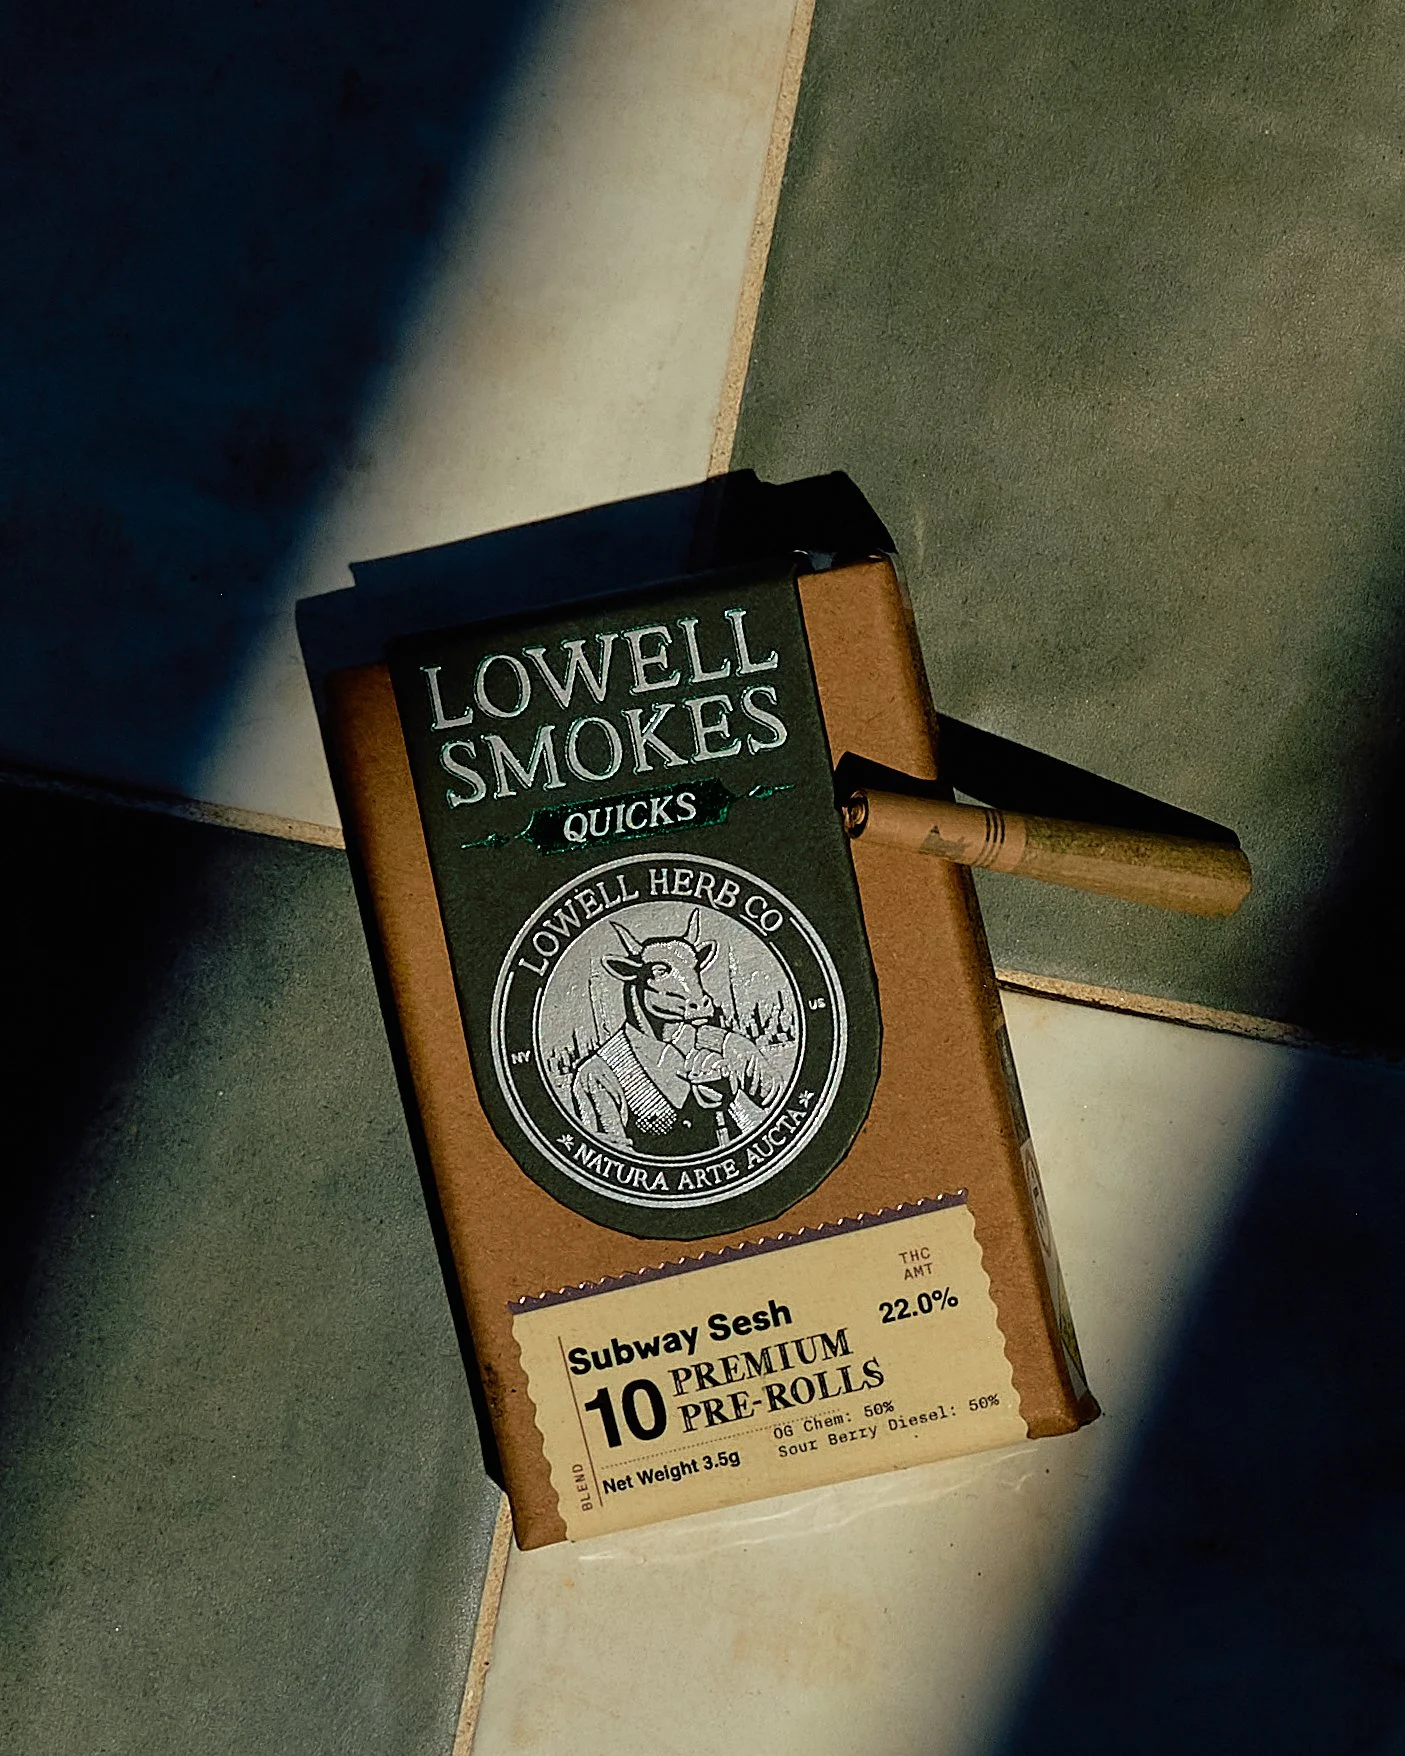 LOWELL
SMOKES
QUICKS
LOWELL HERB CO
NY
US
NATURA ARTE AUCTA
THC
AMT
22.0%
Subway Sesh
10 PREMIUM
PRE-ROLLS
OG Chem: 50%
Sour Berry Diesel: 50%
Net Weight 3.5g
BLEND